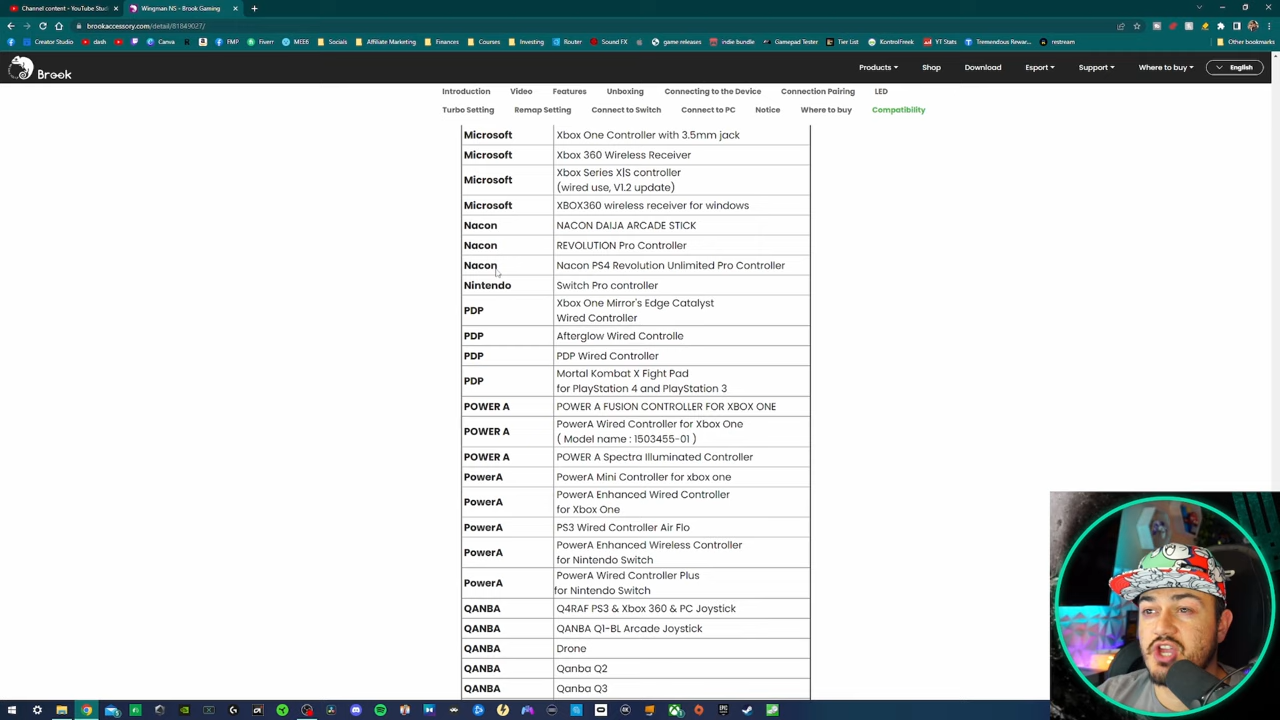 Channel content - YouTube Stud
Wingman NS - Brook Gaming
brookaccessory.com/detail/81849027/
Creator Studio dash Canva FMP Fiverr MEE6 Socials Affiliate Marketing Finances Courses Investing Router Sound FX game releases indie bundle Gamepad Tester Tier List KontrolFreek YT Stats Tremendous Rewar... restream Other bookmarks
Brook
Products Shop Download Esport Support Where to buy English
Introduction Video Features Unboxing Connecting to the Device Connection Pairing LED
Turbo Setting Remap Setting Connect to Switch Connect to PC Notice Where to buy Compatibility
Microsoft Xbox One Controller with 3.5mm jack
Microsoft Xbox 360 Wireless Receiver
Microsoft Xbox Series X|S controller
(wired use, V1.2 update)
Microsoft XBOX360 wireless receiver for windows
Nacon NACON DAIJA ARCADE STICK
Nacon REVOLUTION Pro Controller
Nacon Nacon PS4 Revolution Unlimited Pro Controller
Nintendo Switch Pro controller
PDP Xbox One Mirror's Edge Catalyst
Wired Controller
PDP Afterglow Wired Controlle
PDP PDP Wired Controller
PDP Mortal Kombat X Fight Pad
for PlayStation 4 and PlayStation 3
POWER A POWER A FUSION CONTROLLER FOR XBOX ONE
POWER A PowerA Wired Controller for Xbox One
( Model name : 1503455-01 )
POWER A POWER A Spectra Illuminated Controller
PowerA PowerA Mini Controller for xbox one
PowerA PowerA Enhanced Wired Controller
for Xbox One
PowerA PS3 Wired Controller Air Flo
PowerA PowerA Enhanced Wireless Controller
for Nintendo Switch
PowerA PowerA Wired Controller Plus
for Nintendo Switch
QANBA Q4RAF PS3 & Xbox 360 & PC Joystick
QANBA QANBA Q1-BL Arcade Joystick
QANBA Drone
QANBA Qanba Q2
QANBA Qanba Q3